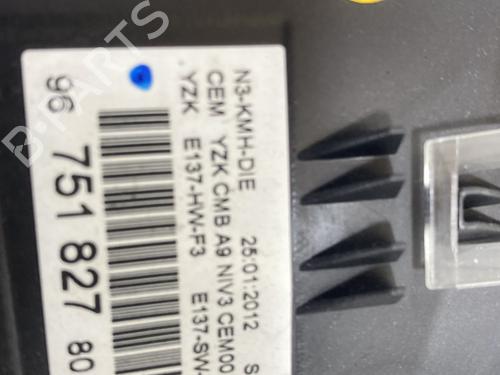 N3-KMH-DIE 25:01:2012 S
CEM YZK CMB A9 NIV3 CEM00
YZK E137-HW-F3 E137-SW-
96 751 827 80
B-PARTS